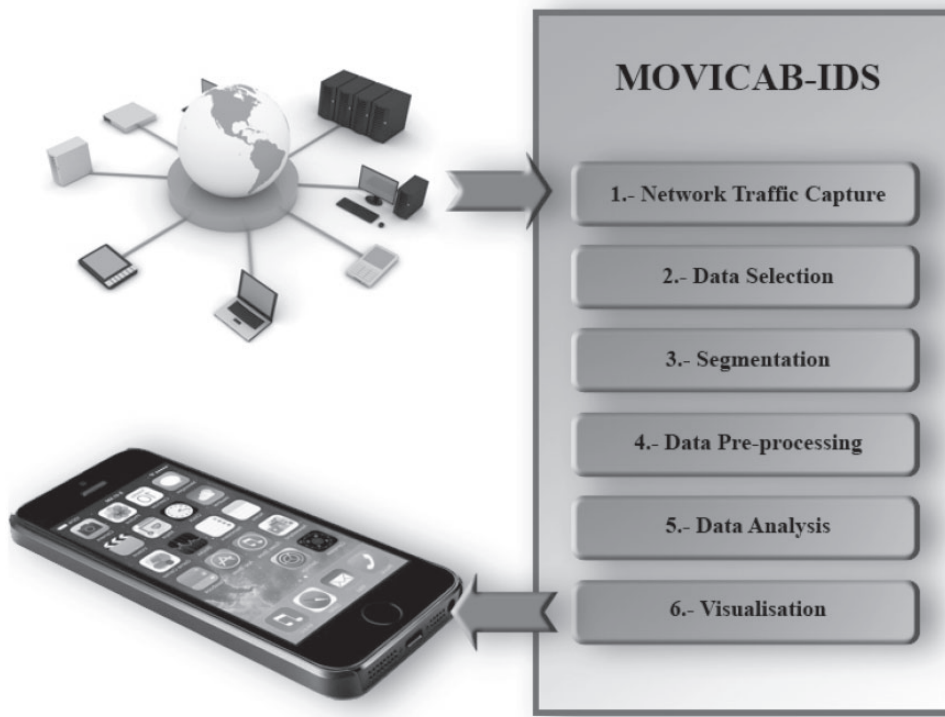 MOVICAB-IDS
1.- Network Traffic Capture
2.- Data Selection
3.- Segmentation
4.- Data Pre-processing
5.- Data Analysis
6.- Visualisation